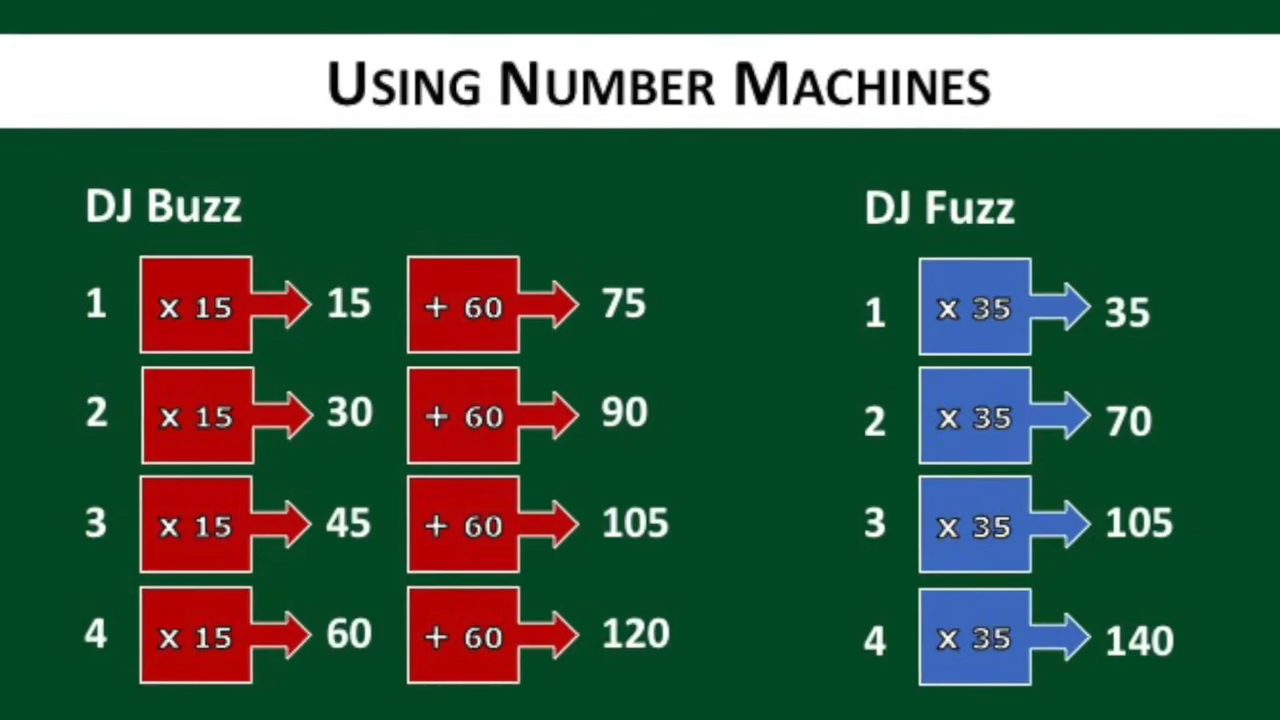 USING NUMBER MACHINES
DJ Buzz
DJ Fuzz
1 x 15 15 + 60 75
1 x 35 35
2 x 15 30 + 60 90
2 x 35 70
3 x 15 45 + 60 105
3 x 35 105
4 x 15 60 + 60 120
4 x 35 140